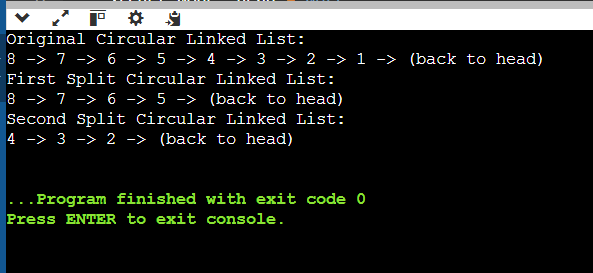 Original Circular Linked List:
8 -> 7 -> 6 -> 5 -> 4 -> 3 -> 2 -> 1 -> (back to head)
First Split Circular Linked List:
8 -> 7 -> 6 -> 5 -> (back to head)
Second Split Circular Linked List:
4 -> 3 -> 2 -> (back to head)
...Program finished with exit code 0
Press ENTER to exit console.